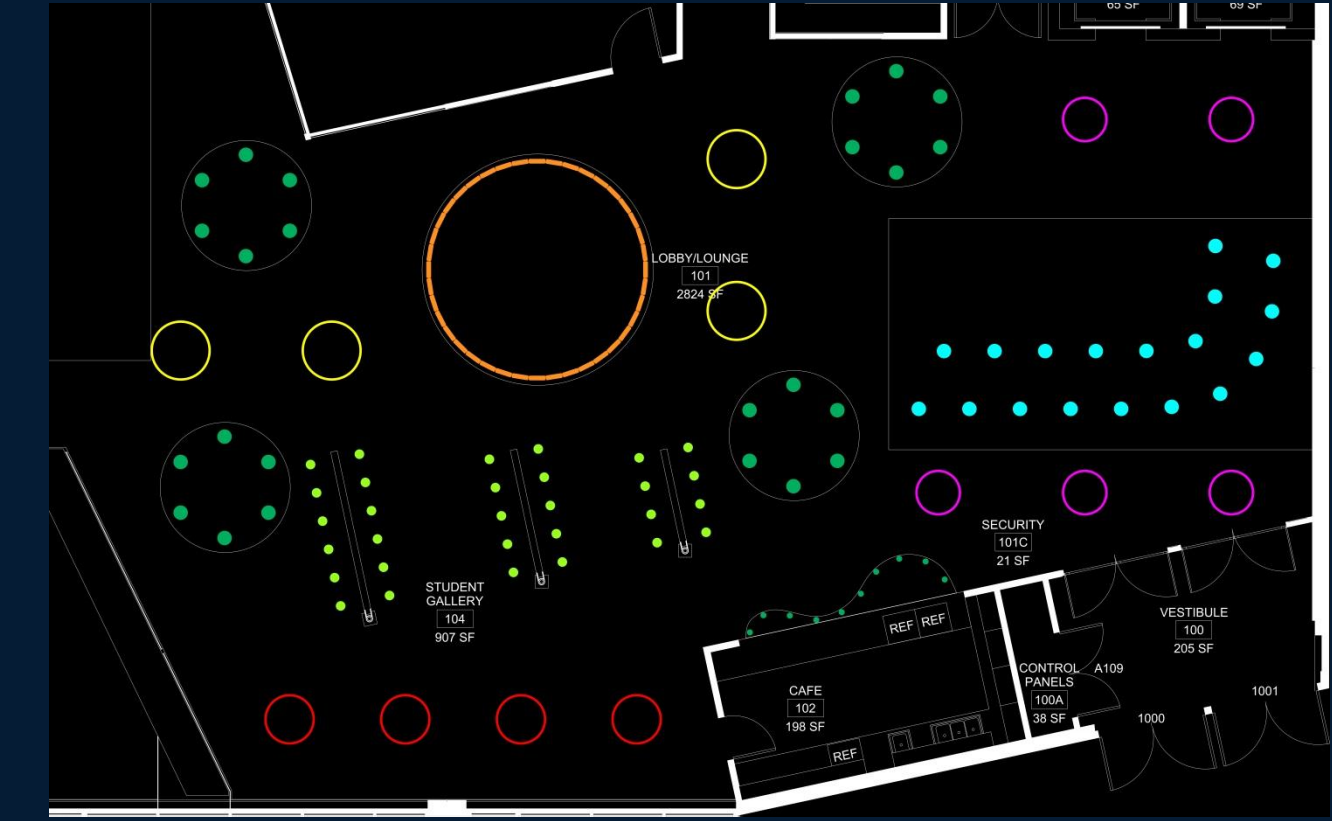 65 SF
69 SF
LOBBY/LOUNGE
101
2824 SF
SECURITY
101C
21 SF
STUDENT
GALLERY
104
907 SF
REF
REF
VESTIBULE
100
205 SF
CONTROL
PANELS
100A
38 SF
A109
CAFE
102
198 SF
REF
1000
1001